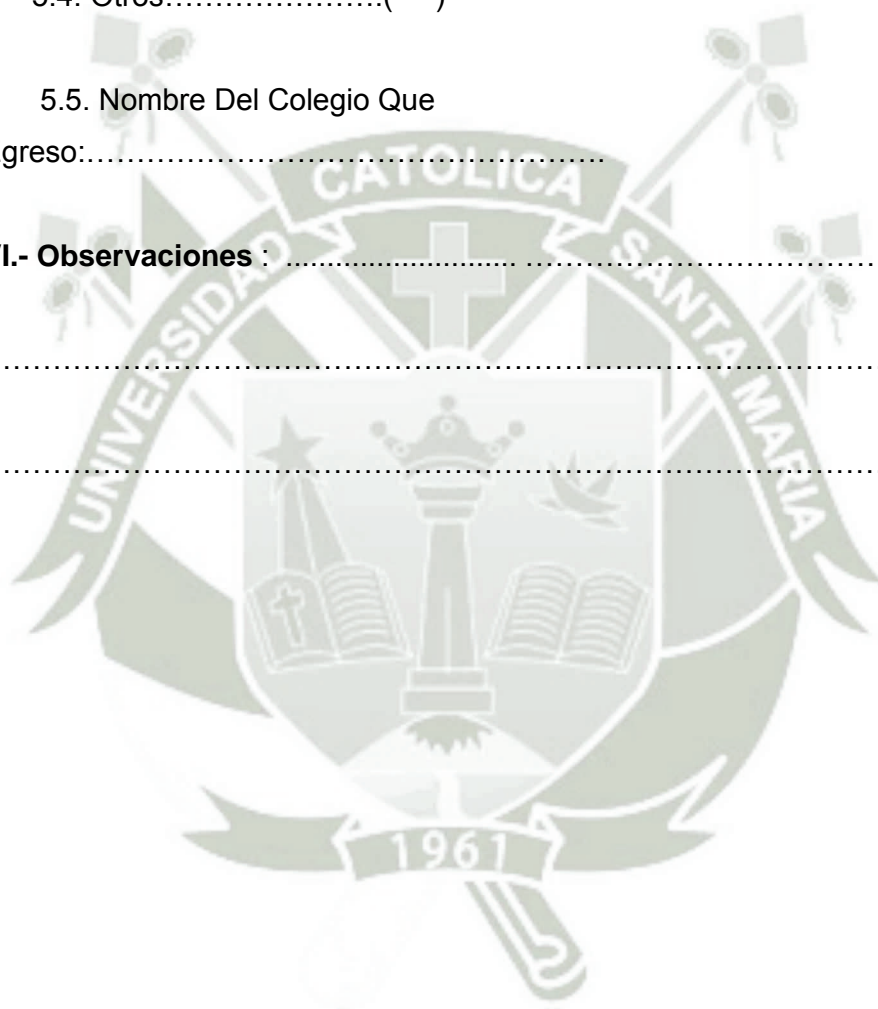 5.4. Otros………………….( )
5.5. Nombre Del Colegio Que
greso:…………………………………………..
I.- Observaciones : ........................... ……………………………
………………………………………………………………………
………………………………………………………………………
UNIVERSIDAD CATOLICA SANTA MARIA
1961